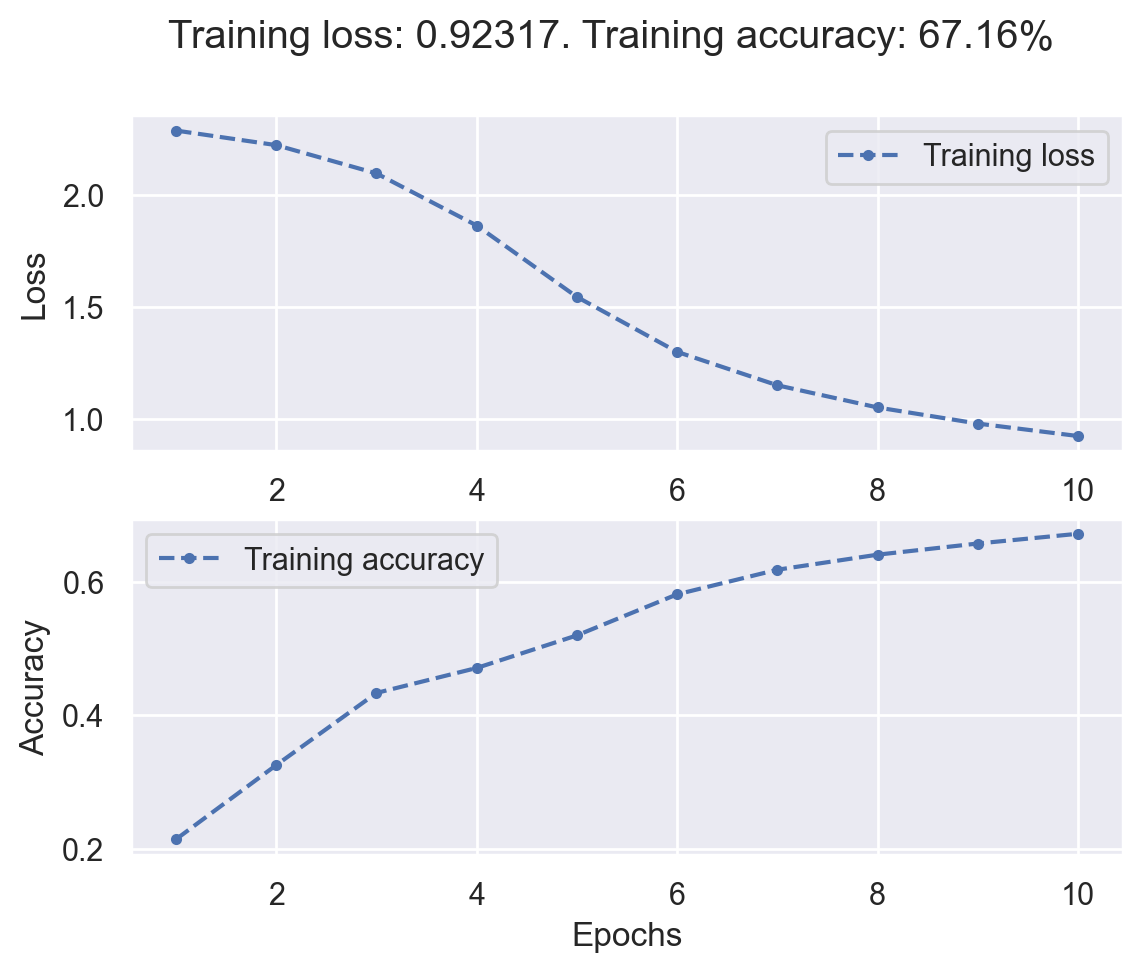 Training loss: 0.92317. Training accuracy: 67.16%
Training loss
Loss
2.0
1.5
1.0
2 4 6 8 10
Training accuracy
Accuracy
0.6
0.4
0.2
2 4 6 8 10
Epochs